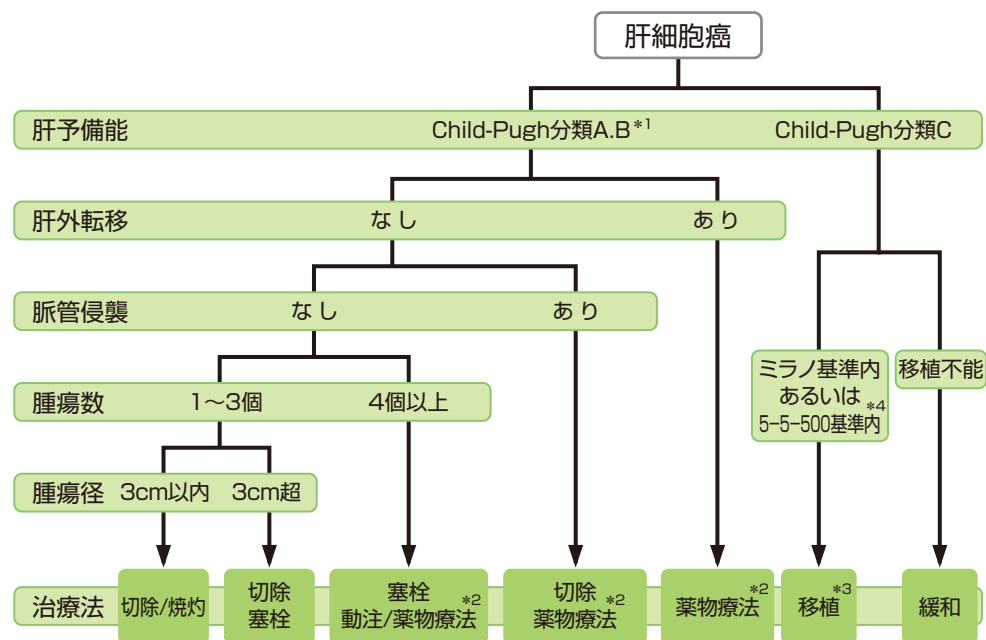 肝細胞癌
肝予備能 Child-Pugh分類A.B*1 Child-Pugh分類C
肝外転移 なし あり
脈管侵襲 なし あり
ミラノ基準内
あるいは
5-5-500基準内*4
移植不能
腫瘍数 1〜3個 4個以上
腫瘍径 3cm以内 3cm超
治療法
切除/焼灼
切除
塞栓
塞栓
動注/薬物療法*2
切除
薬物療法*2
薬物療法*2
移植*3
緩和